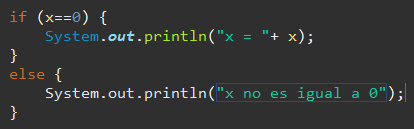 if (x==0) {
    System.out.println("x = "+ x);
}
else {
    System.out.println("x no es igual a 0");
}